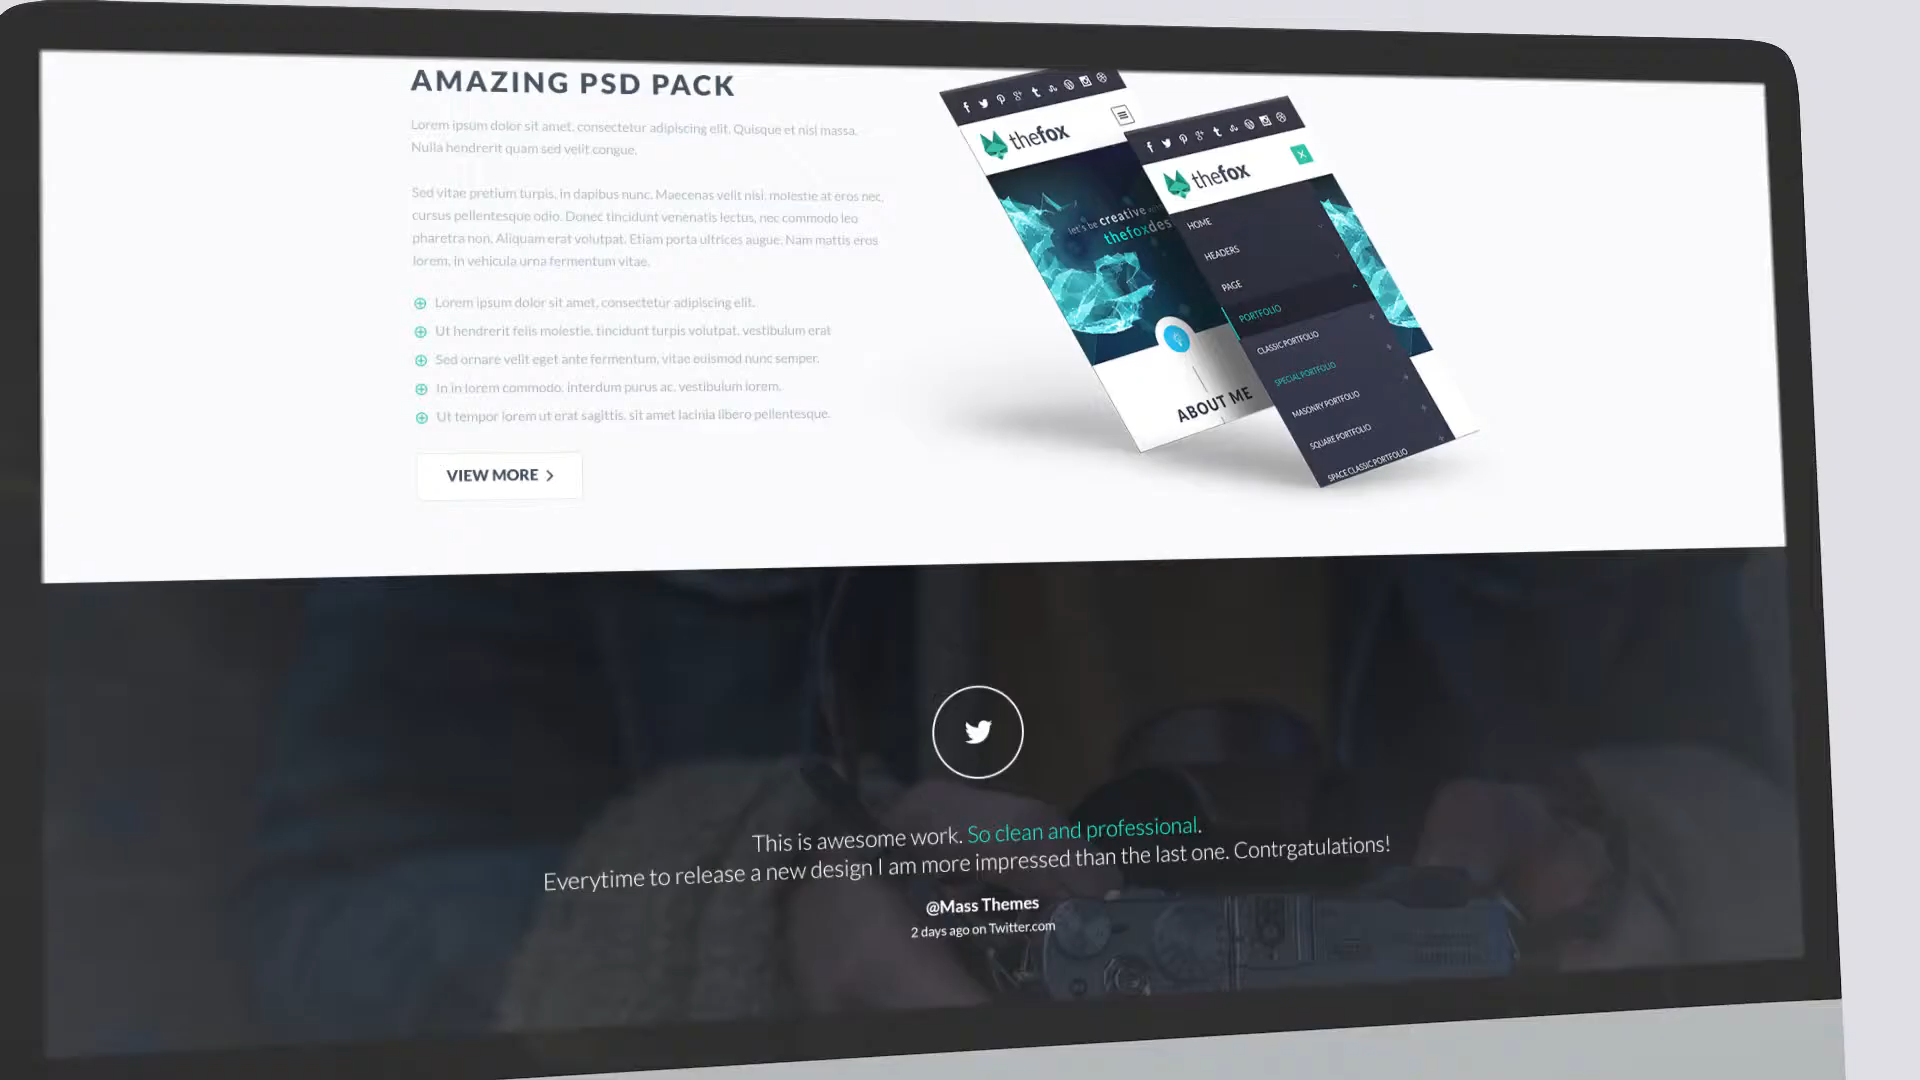 AMAZING PSD PACK
Lorem ipsum dolor sit amet, consectetur adipiscing elit. Quisque et nisl massa.
Nulla hendrerit quam sed velit congue.
Sed vitae pretium turpis, in dapibus nunc. Maecenas velit nisi, molestie at eros nec,
cursus pellentesque odio. Donec tincidunt venenatis lectus, nec commodo leo
pharetra non. Aliquam erat volutpat. Etiam porta ultrices augue. Nam mattis eros
lorem, in vehicula urna fermentum vitae.
Lorem ipsum dolor sit amet, consectetur adipiscing elit.
Ut hendrerit felis molestie, tincidunt turpis volutpat, vestibulum erat
Sed ornare velit eget ante fermentum, vitae euismod nunc semper.
In in lorem commodo, interdum purus ac, vestibulum lorem.
Ut tempor lorem ut erat sagittis, sit amet lacinia libero pellentesque.
VIEW MORE
thefox
let's be creative
thefoxdes
ABOUT ME
thefox
HOME
HEADERS
PAGE
PORTFOLIO
CLASSIC PORTFOLIO
SPECIAL PORTFOLIO
MASONRY PORTFOLIO
SQUARE PORTFOLIO
SPACE CLASSIC PORTFOLIO
This is awesome work. So clean and professional.
Everytime to release a new design I am more impressed than the last one. Contrgatulations!
@Mass Themes
2 days ago on Twitter.com